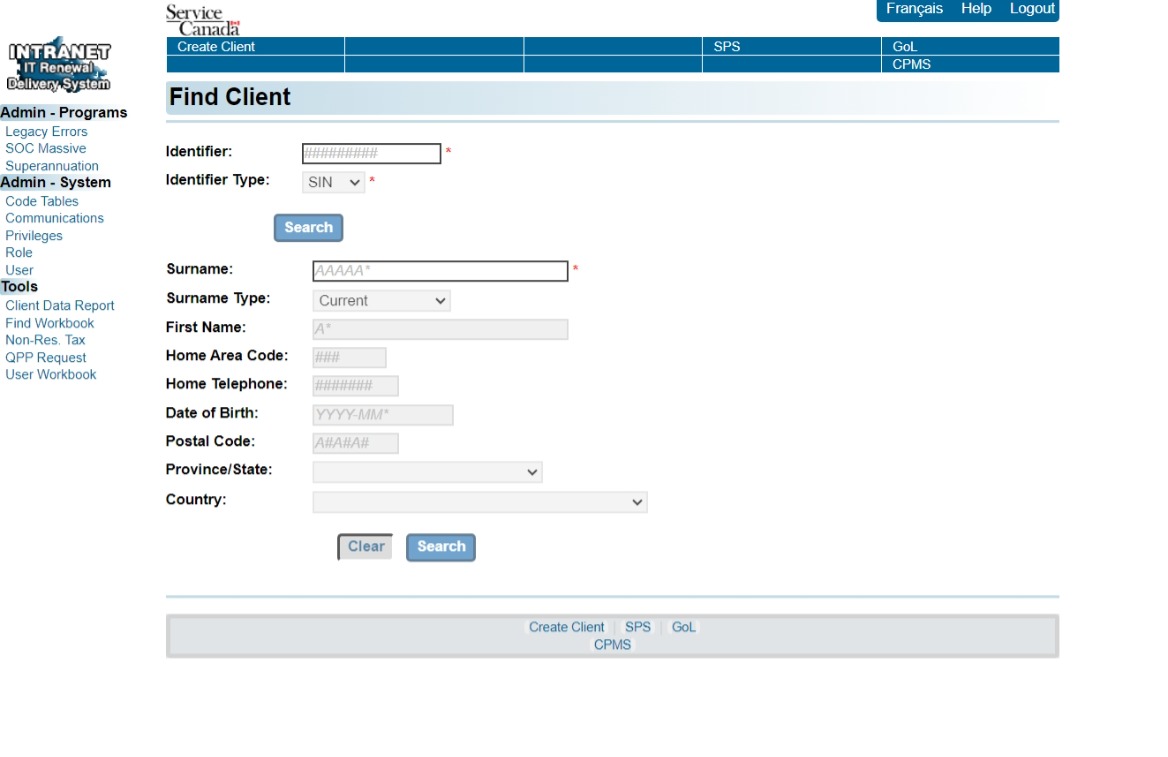 Service
Canada
Français Help Logout
INTRANET
IT Renewal
Delivery System
Create Client SPS GoL
CPMS
Find Client
Admin - Programs
Legacy Errors
SOC Massive
Superannuation
Admin - System
Code Tables
Communications
Privileges
Role
User
Tools
Client Data Report
Find Workbook
Non-Res. Tax
QPP Request
User Workbook
Identifier: ######### *
Identifier Type: SIN *
Search
Surname: AAAAA* *
Surname Type: Current
First Name: A*
Home Area Code: ###
Home Telephone: #######
Date of Birth: YYYY-MM*
Postal Code: A#A#A#
Province/State:
Country:
Clear Search
Create Client | SPS | GoL
CPMS